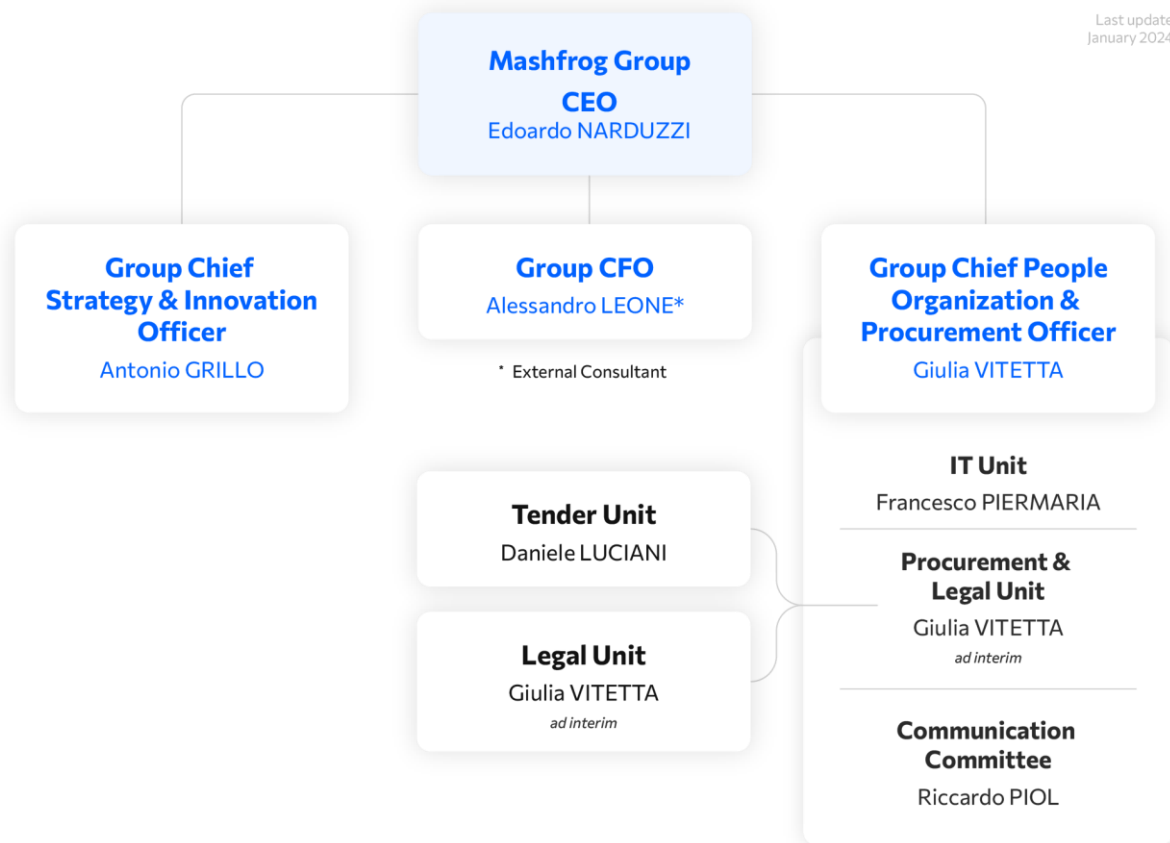 Last update
January 2024
Mashfrog Group
CEO
Edoardo NARDUZZI
Group Chief
Strategy & Innovation
Officer
Antonio GRILLO
Group CFO
Alessandro LEONE*
* External Consultant
Group Chief People
Organization &
Procurement Officer
Giulia VITETTA
Tender Unit
Daniele LUCIANI
Legal Unit
Giulia VITETTA
ad interim
IT Unit
Francesco PIERMARIA
Procurement &
Legal Unit
Giulia VITETTA
ad interim
Communication
Committee
Riccardo PIOL